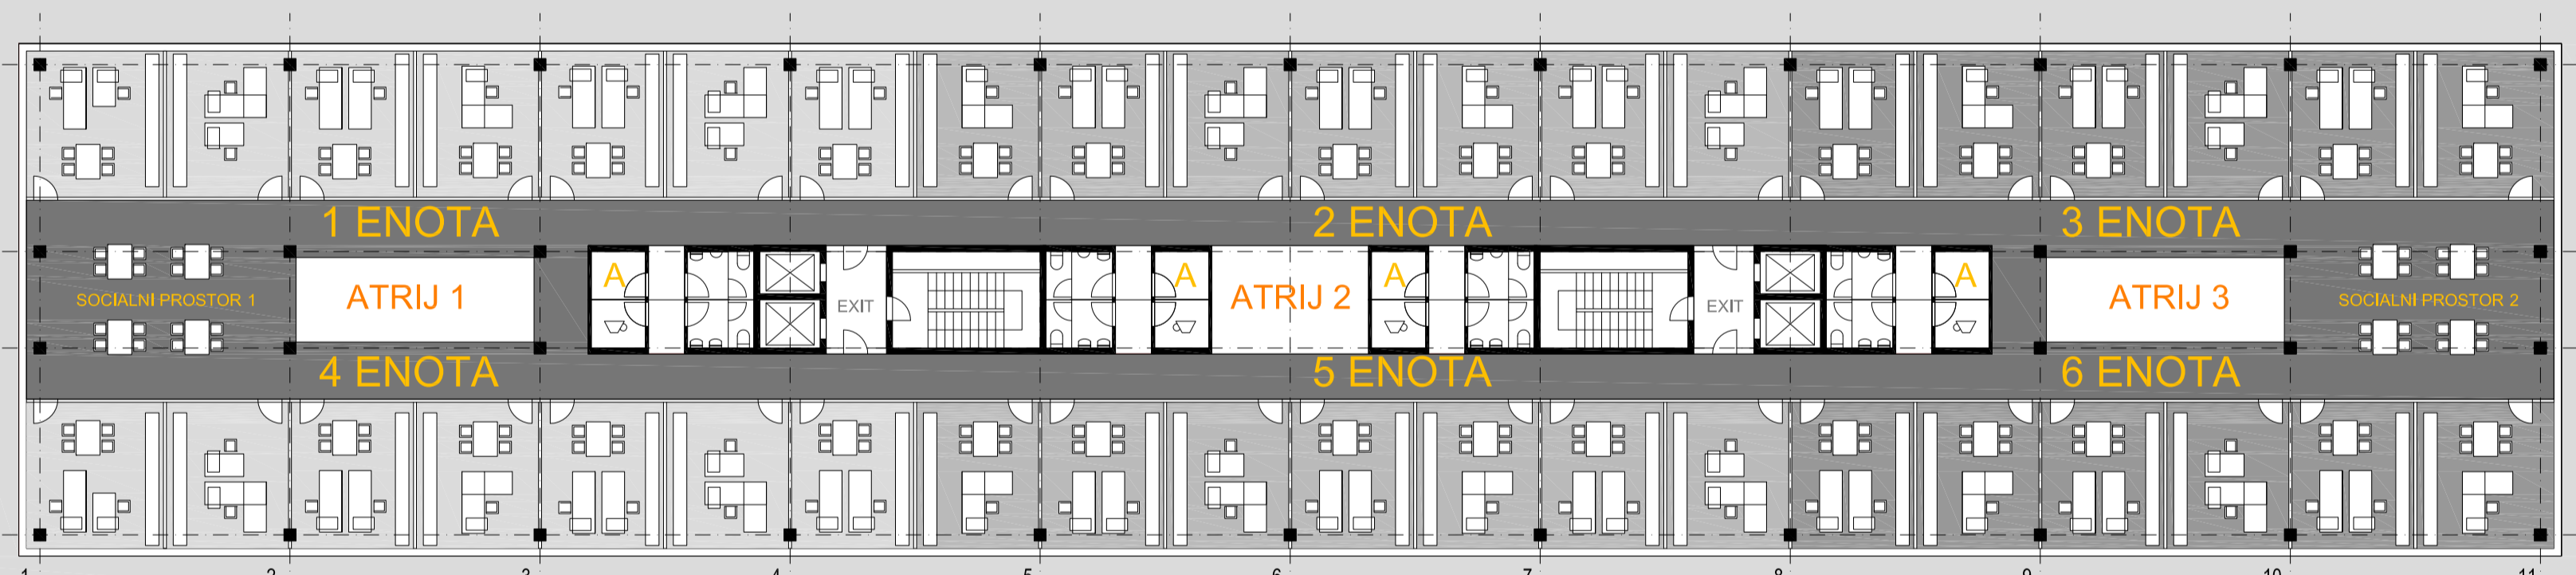 1 ENOTA
2 ENOTA
3 ENOTA
A
A
A
A
SOCIALNI PROSTOR 1
ATRIJ 1
EXIT
ATRIJ 2
EXIT
ATRIJ 3
SOCIALNI PROSTOR 2
4 ENOTA
5 ENOTA
6 ENOTA
1 2 3 4 5 6 7 8 9 10 11